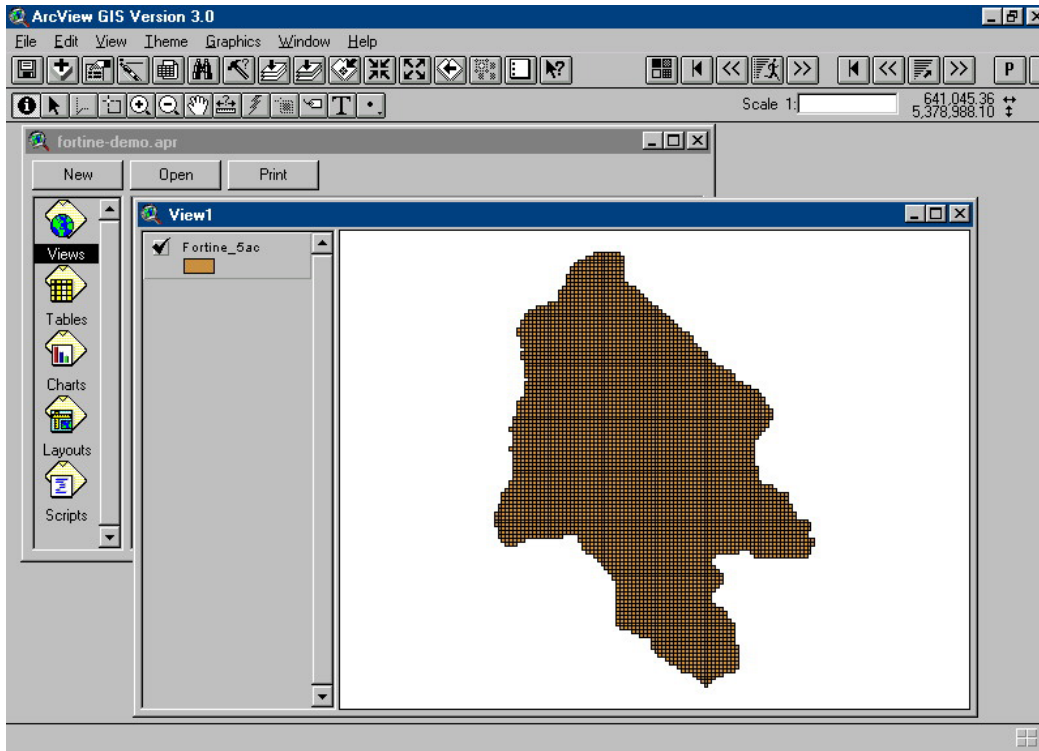 ArcView GIS Version 3.0
File Edit View Theme Graphics Window Help
P
T
Scale 1:
641,045.36
5,378,988.10
fortine-demo.apr
New Open Print
View1
Fortine_5ac
Views
Tables
Charts
Layouts
Scripts